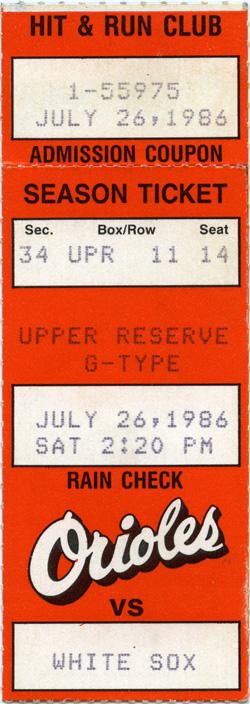 HIT & RUN CLUB
1-55975
JULY 26,1986
ADMISSION COUPON
SEASON TICKET
Sec. Box/Row Seat
34 UPR 11 14
UPPER RESERVE
G-TYPE
JULY 26,1986
SAT 2:20 PM
RAIN CHECK
Orioles
VS
WHITE SOX